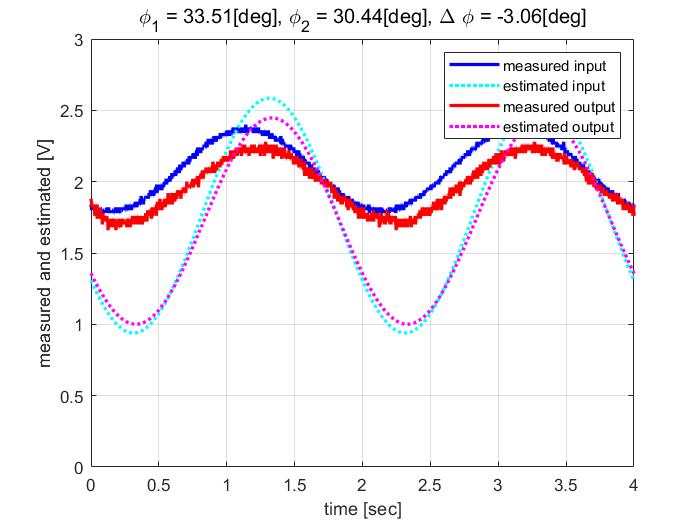 ϕ1 = 33.51[deg], ϕ2 = 30.44[deg], Δ ϕ = -3.06[deg]
3
measured input
estimated input
2.5
measured output
estimated output
2
1.5
1
0.5
0
measured and estimated [V]
0 0.5 1 1.5 2 2.5 3 3.5 4
time [sec]